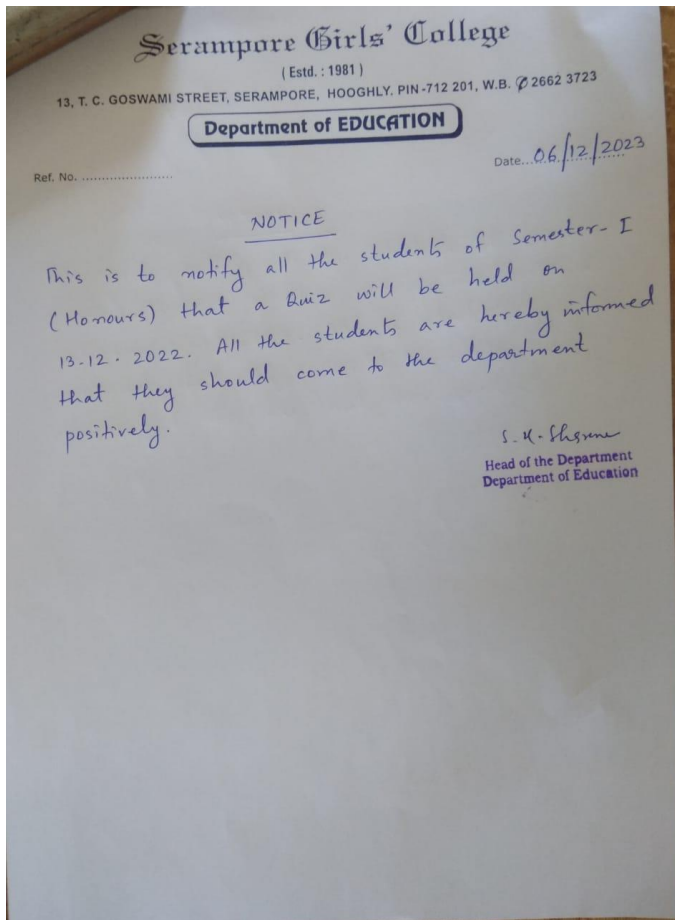 Serampore Girls' College
( Estd. : 1981 )
13, T. C. GOSWAMI STREET, SERAMPORE, HOOGHLY. PIN -712 201, W.B. ✆ 2662 3723
Department of EDUCATION
Ref. No. ........................
Date...06/12/2023
NOTICE
This is to notify all the students of Semester- I
(Honours) that a Quiz will be held on
13-12-2022. All the students are hereby informed
that they should come to the department
positively.
S. K.
Head of the Department
Department of Education